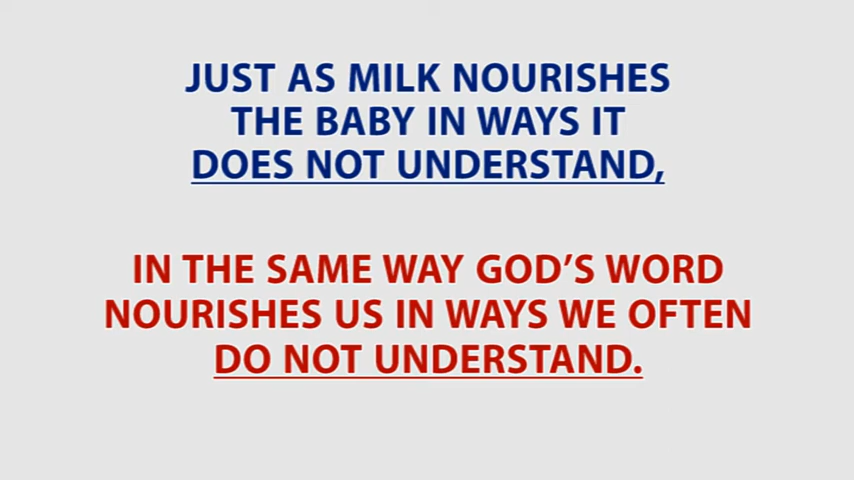 JUST AS MILK NOURISHES
THE BABY IN WAYS IT
DOES NOT UNDERSTAND,
IN THE SAME WAY GOD’S WORD
NOURISHES US IN WAYS WE OFTEN
DO NOT UNDERSTAND.